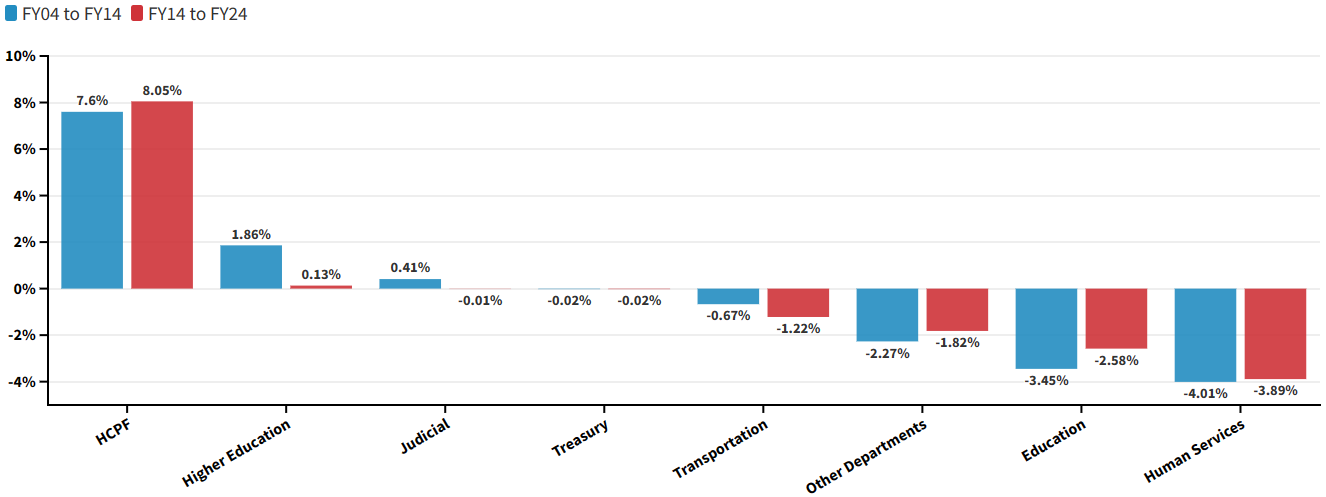 FY04 to FY14 FY14 to FY24
10%
8%
6%
4%
2%
0%
-2%
-4%
7.6%
8.05%
1.86%
0.13%
0.41%
-0.01%
-0.02%
-0.02%
-0.67%
-1.22%
-2.27%
-1.82%
-3.45%
-2.58%
-4.01%
-3.89%
HCPF
Higher Education
Judicial
Treasury
Transportation
Other Departments
Education
Human Services